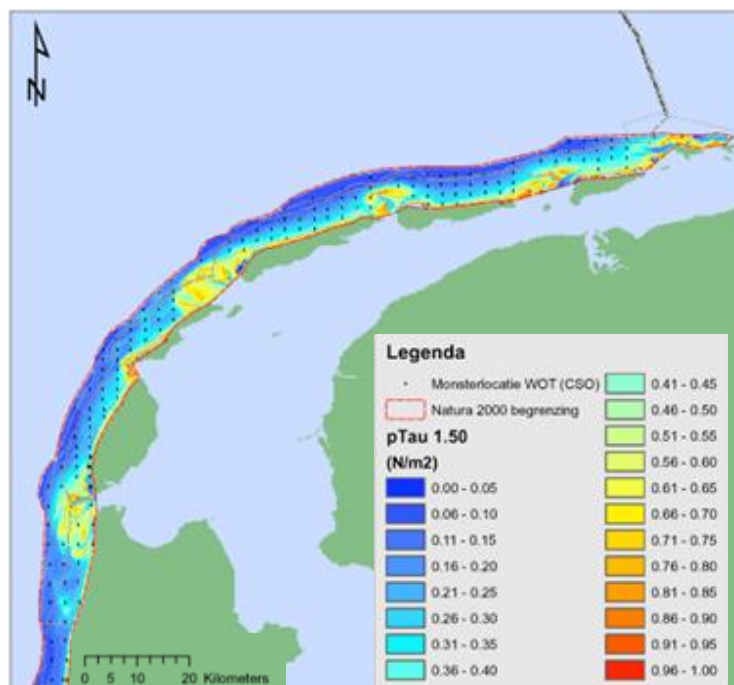 N
Legenda
Monsterlocatie WOT (CSO)
Natura 2000 begrenzing
pTau 1.50
(N/m2)
0.00 - 0.05
0.06 - 0.10
0.11 - 0.15
0.16 - 0.20
0.21 - 0.25
0.26 - 0.30
0.31 - 0.35
0.36 - 0.40
0.41 - 0.45
0.46 - 0.50
0.51 - 0.55
0.56 - 0.60
0.61 - 0.65
0.66 - 0.70
0.71 - 0.75
0.76 - 0.80
0.81 - 0.85
0.86 - 0.90
0.91 - 0.95
0.96 - 1.00
0 5 10 20 Kilometers